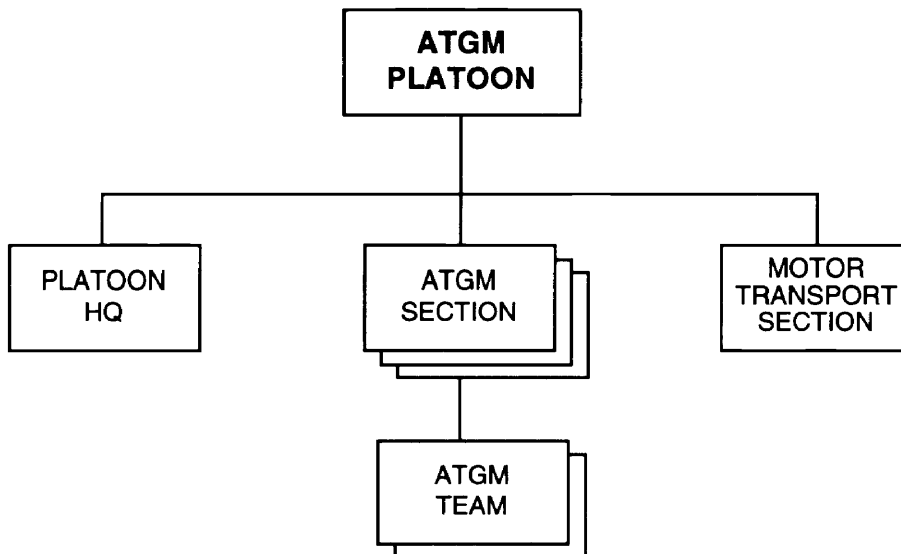 ATGM
PLATOON
PLATOON
HQ
ATGM
SECTION
MOTOR
TRANSPORT
SECTION
ATGM
TEAM